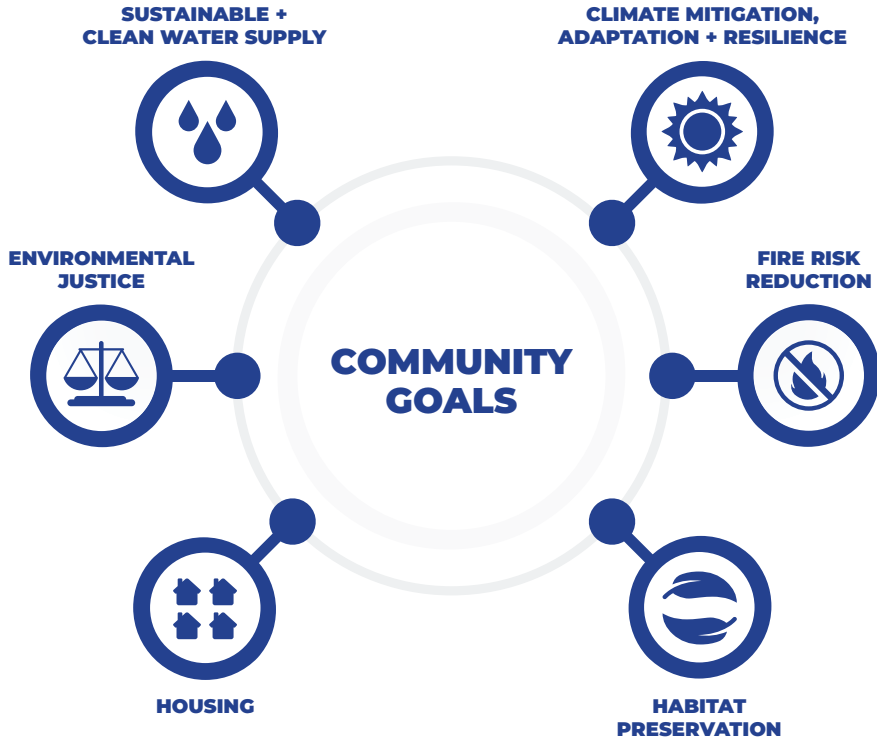 SUSTAINABLE +
CLEAN WATER SUPPLY
CLIMATE MITIGATION,
ADAPTATION + RESILIENCE
ENVIRONMENTAL
JUSTICE
FIRE RISK
REDUCTION
COMMUNITY
GOALS
HOUSING
HABITAT
PRESERVATION